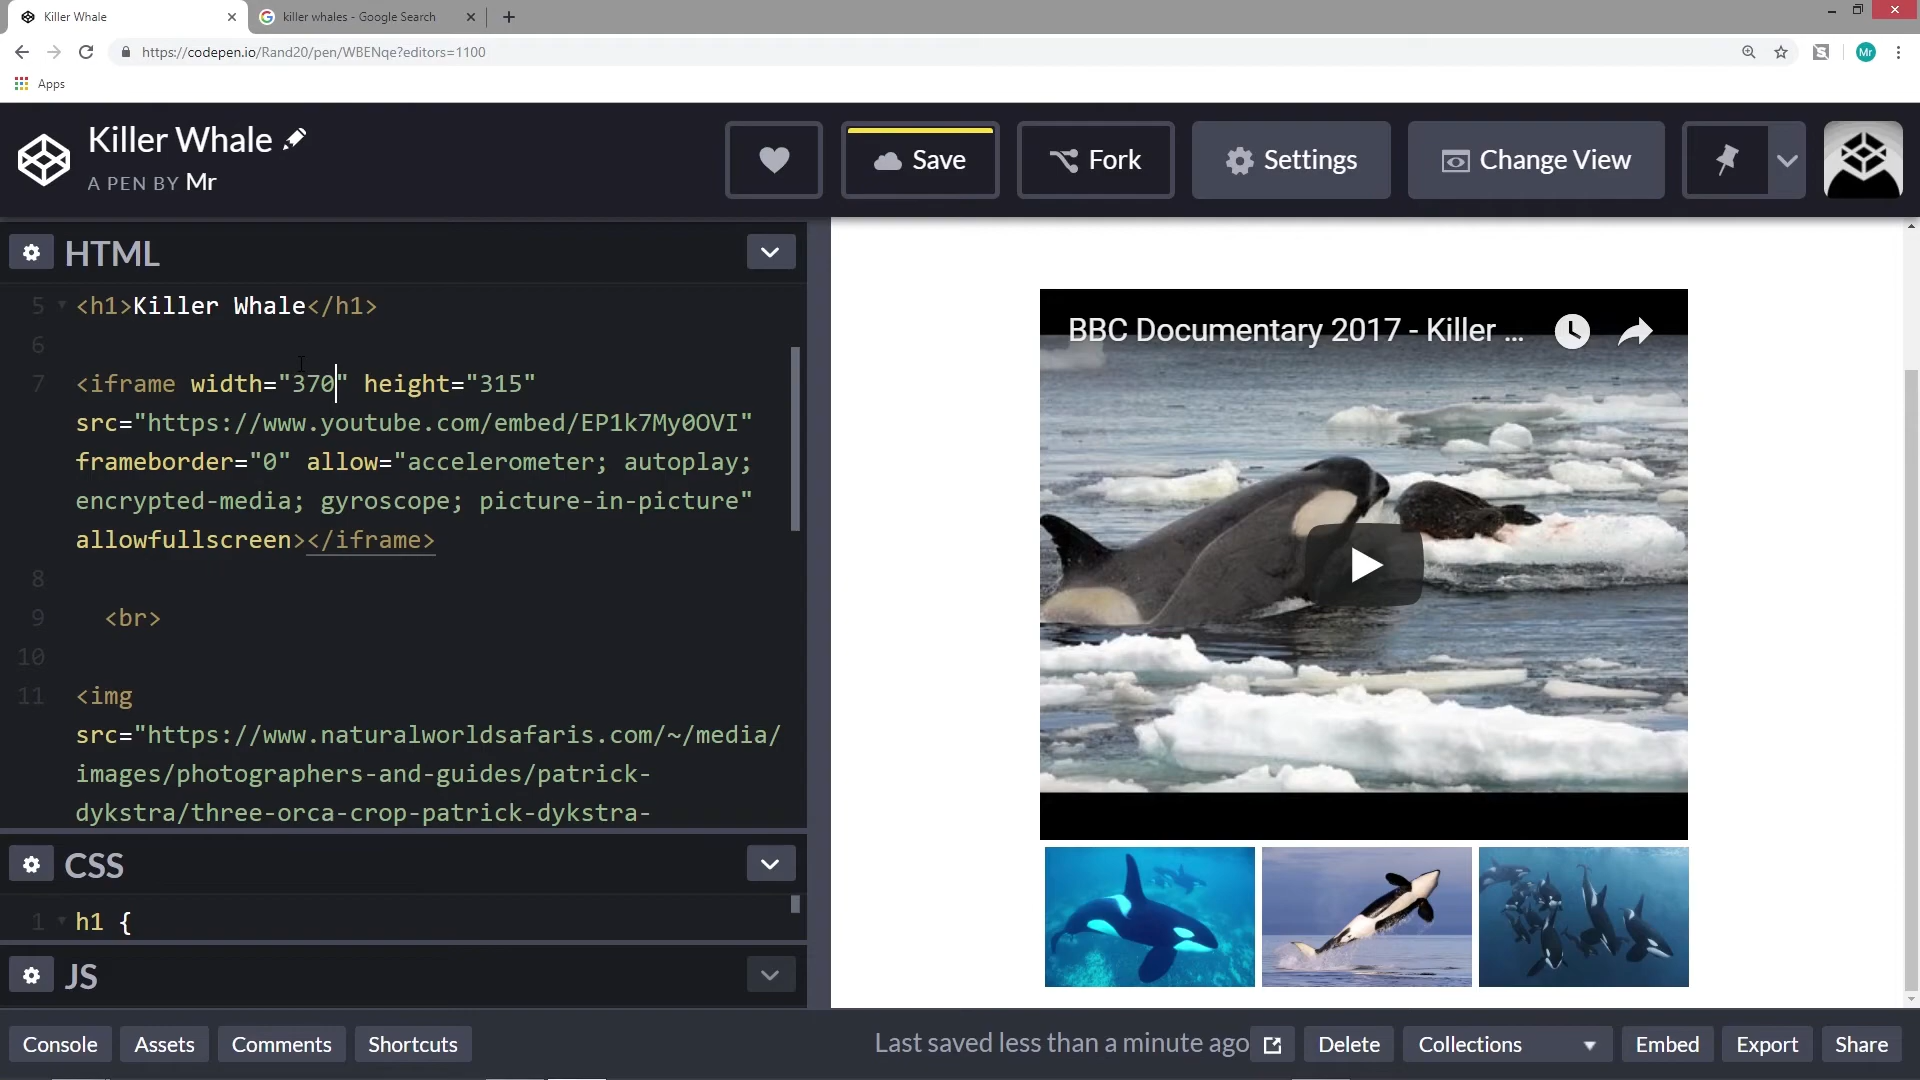 Killer Whale
killer whales - Google Search
https://codepen.io/Rand20/pen/WBENqe?editors=1100
Mr
Apps
Killer Whale
A PEN BY Mr
Save
Fork
Settings
Change View
HTML
5 <h1>Killer Whale</h1>
6
7 <iframe width="370" height="315"
src="https://www.youtube.com/embed/EP1k7My0OVI"
frameborder="0" allow="accelerometer; autoplay;
encrypted-media; gyroscope; picture-in-picture"
allowfullscreen></iframe>
8
9 <br>
10
11 <img
src="https://www.naturalworldsafaris.com/~/media/
images/photographers-and-guides/patrick-
dykstra/three-orca-crop-patrick-dykstra-
BBC Documentary 2017 - Killer ...
CSS
1 h1 {
JS
Console
Assets
Comments
Shortcuts
Last saved less than a minute ago
Delete
Collections
Embed
Export
Share